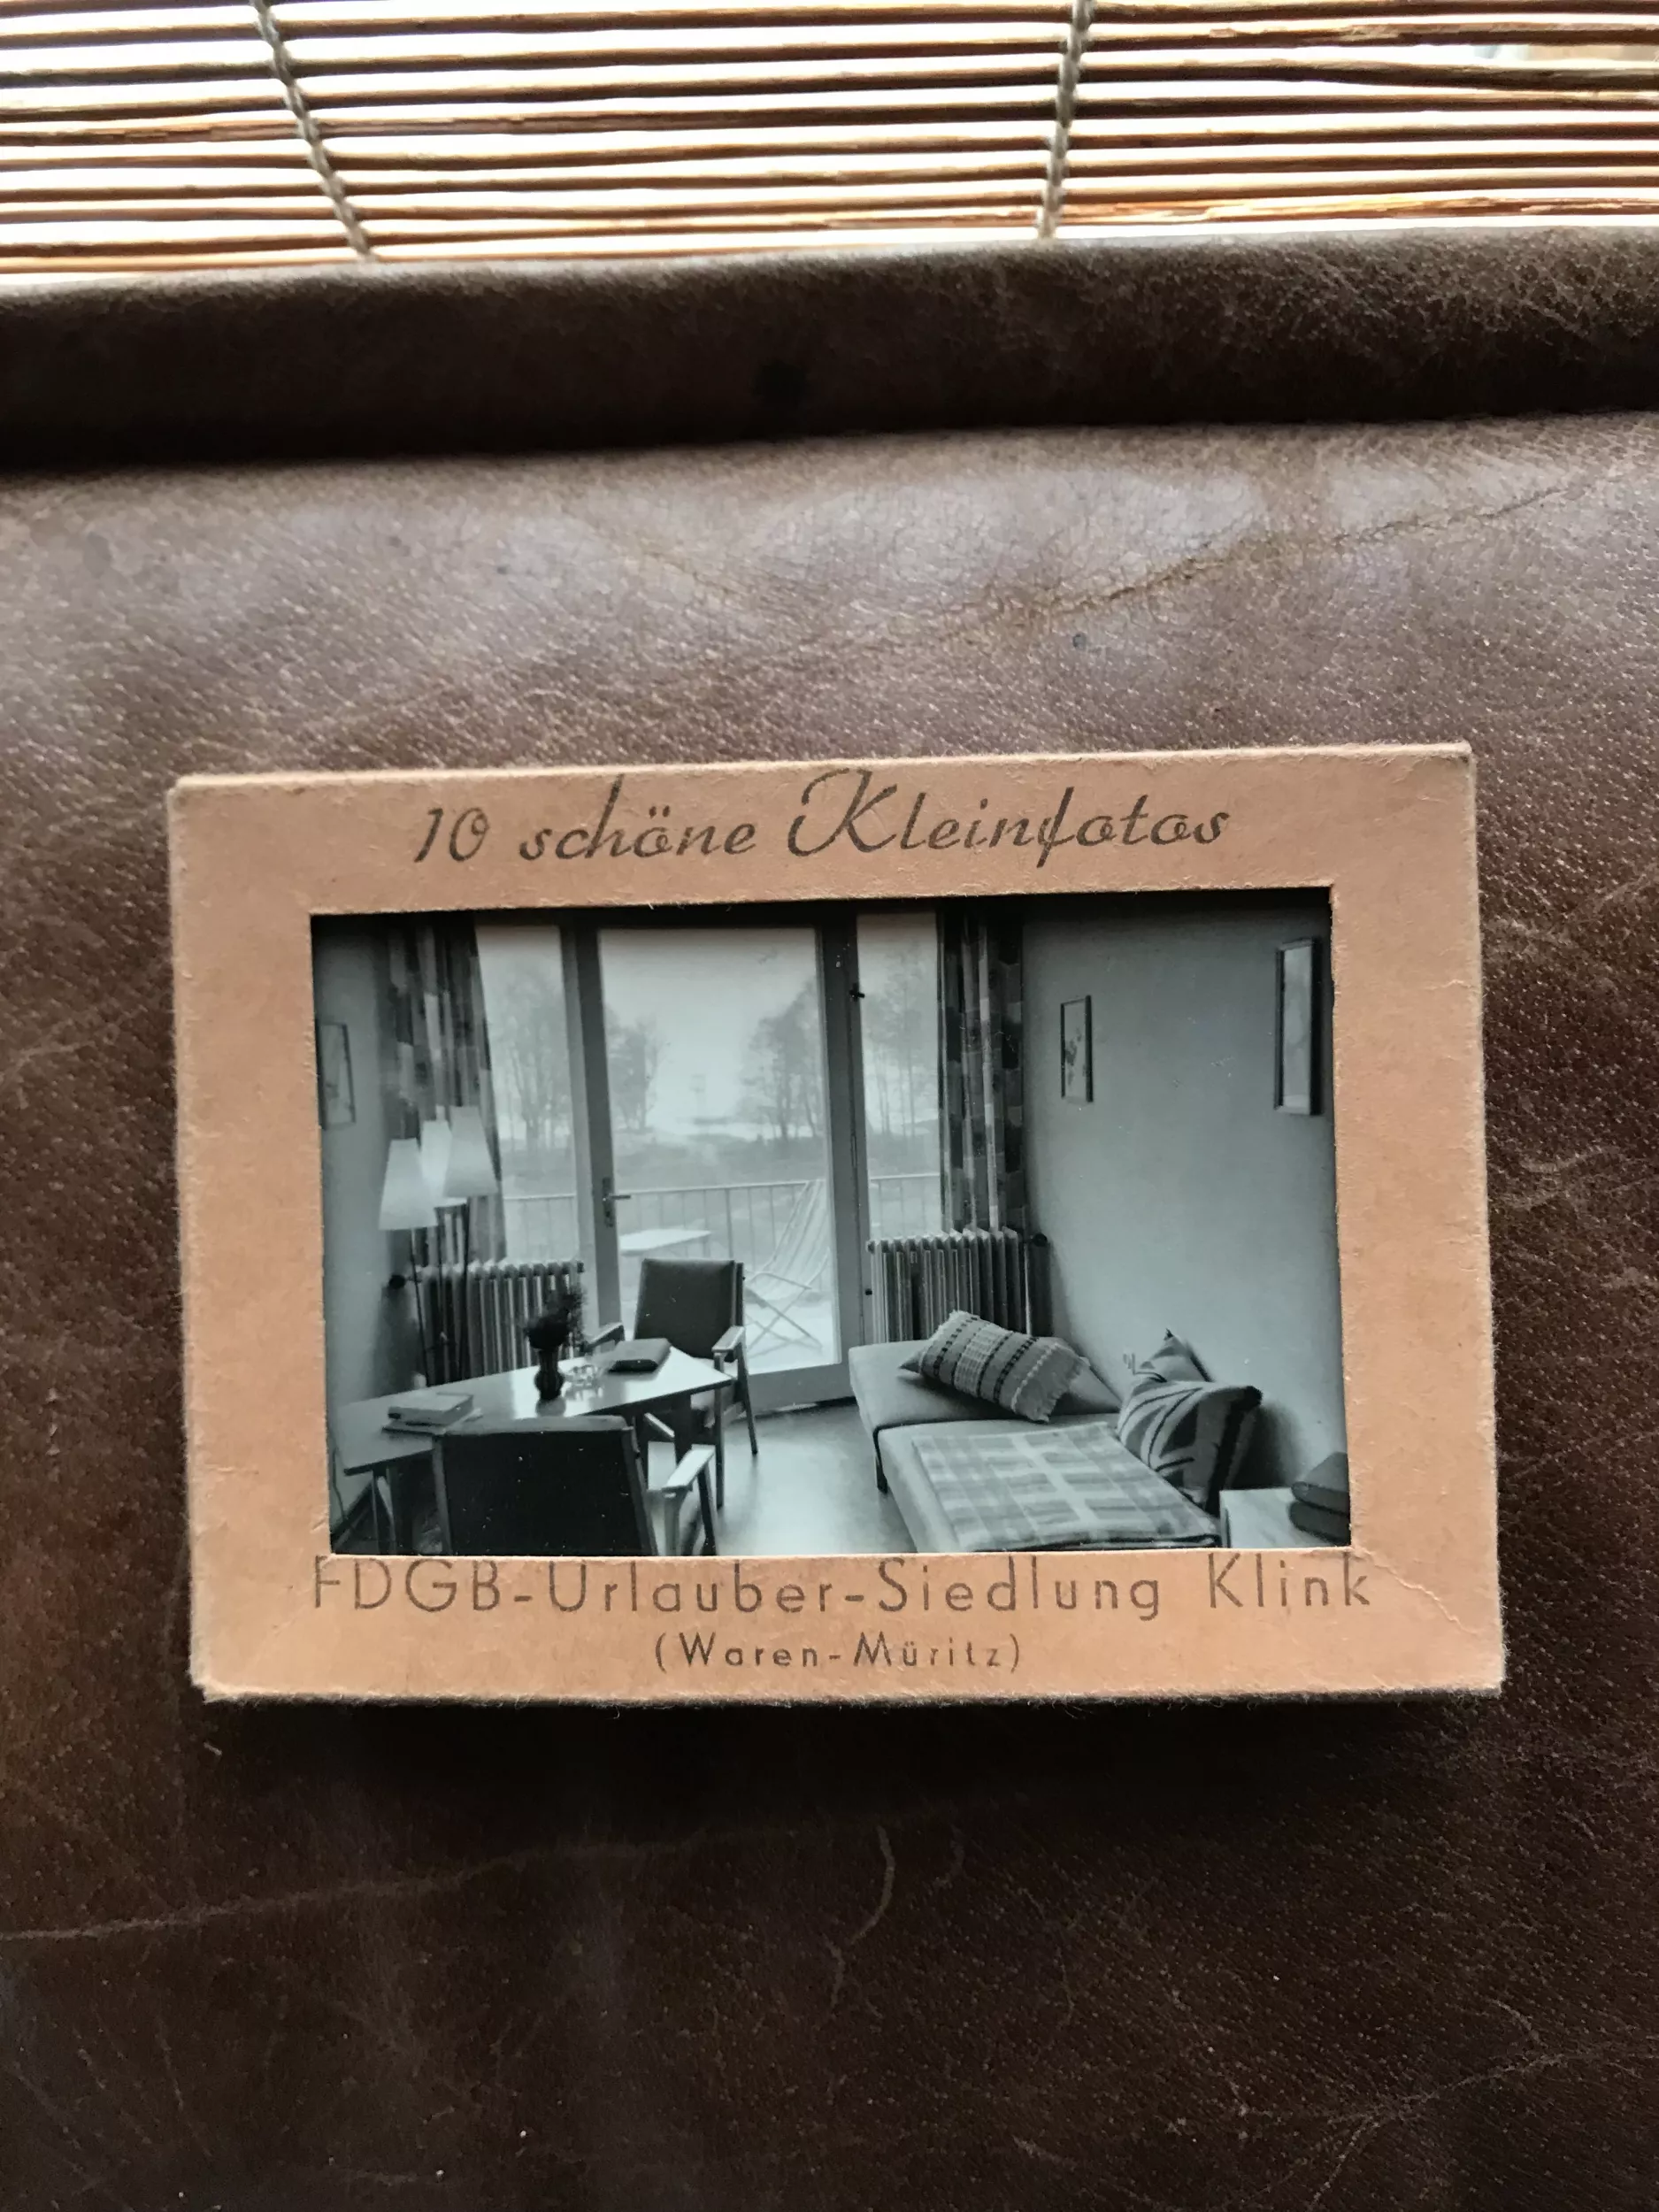 10 schöne Kleinfotos
FDGB-Urlauber-Siedlung Klink
(Waren-Müritz)